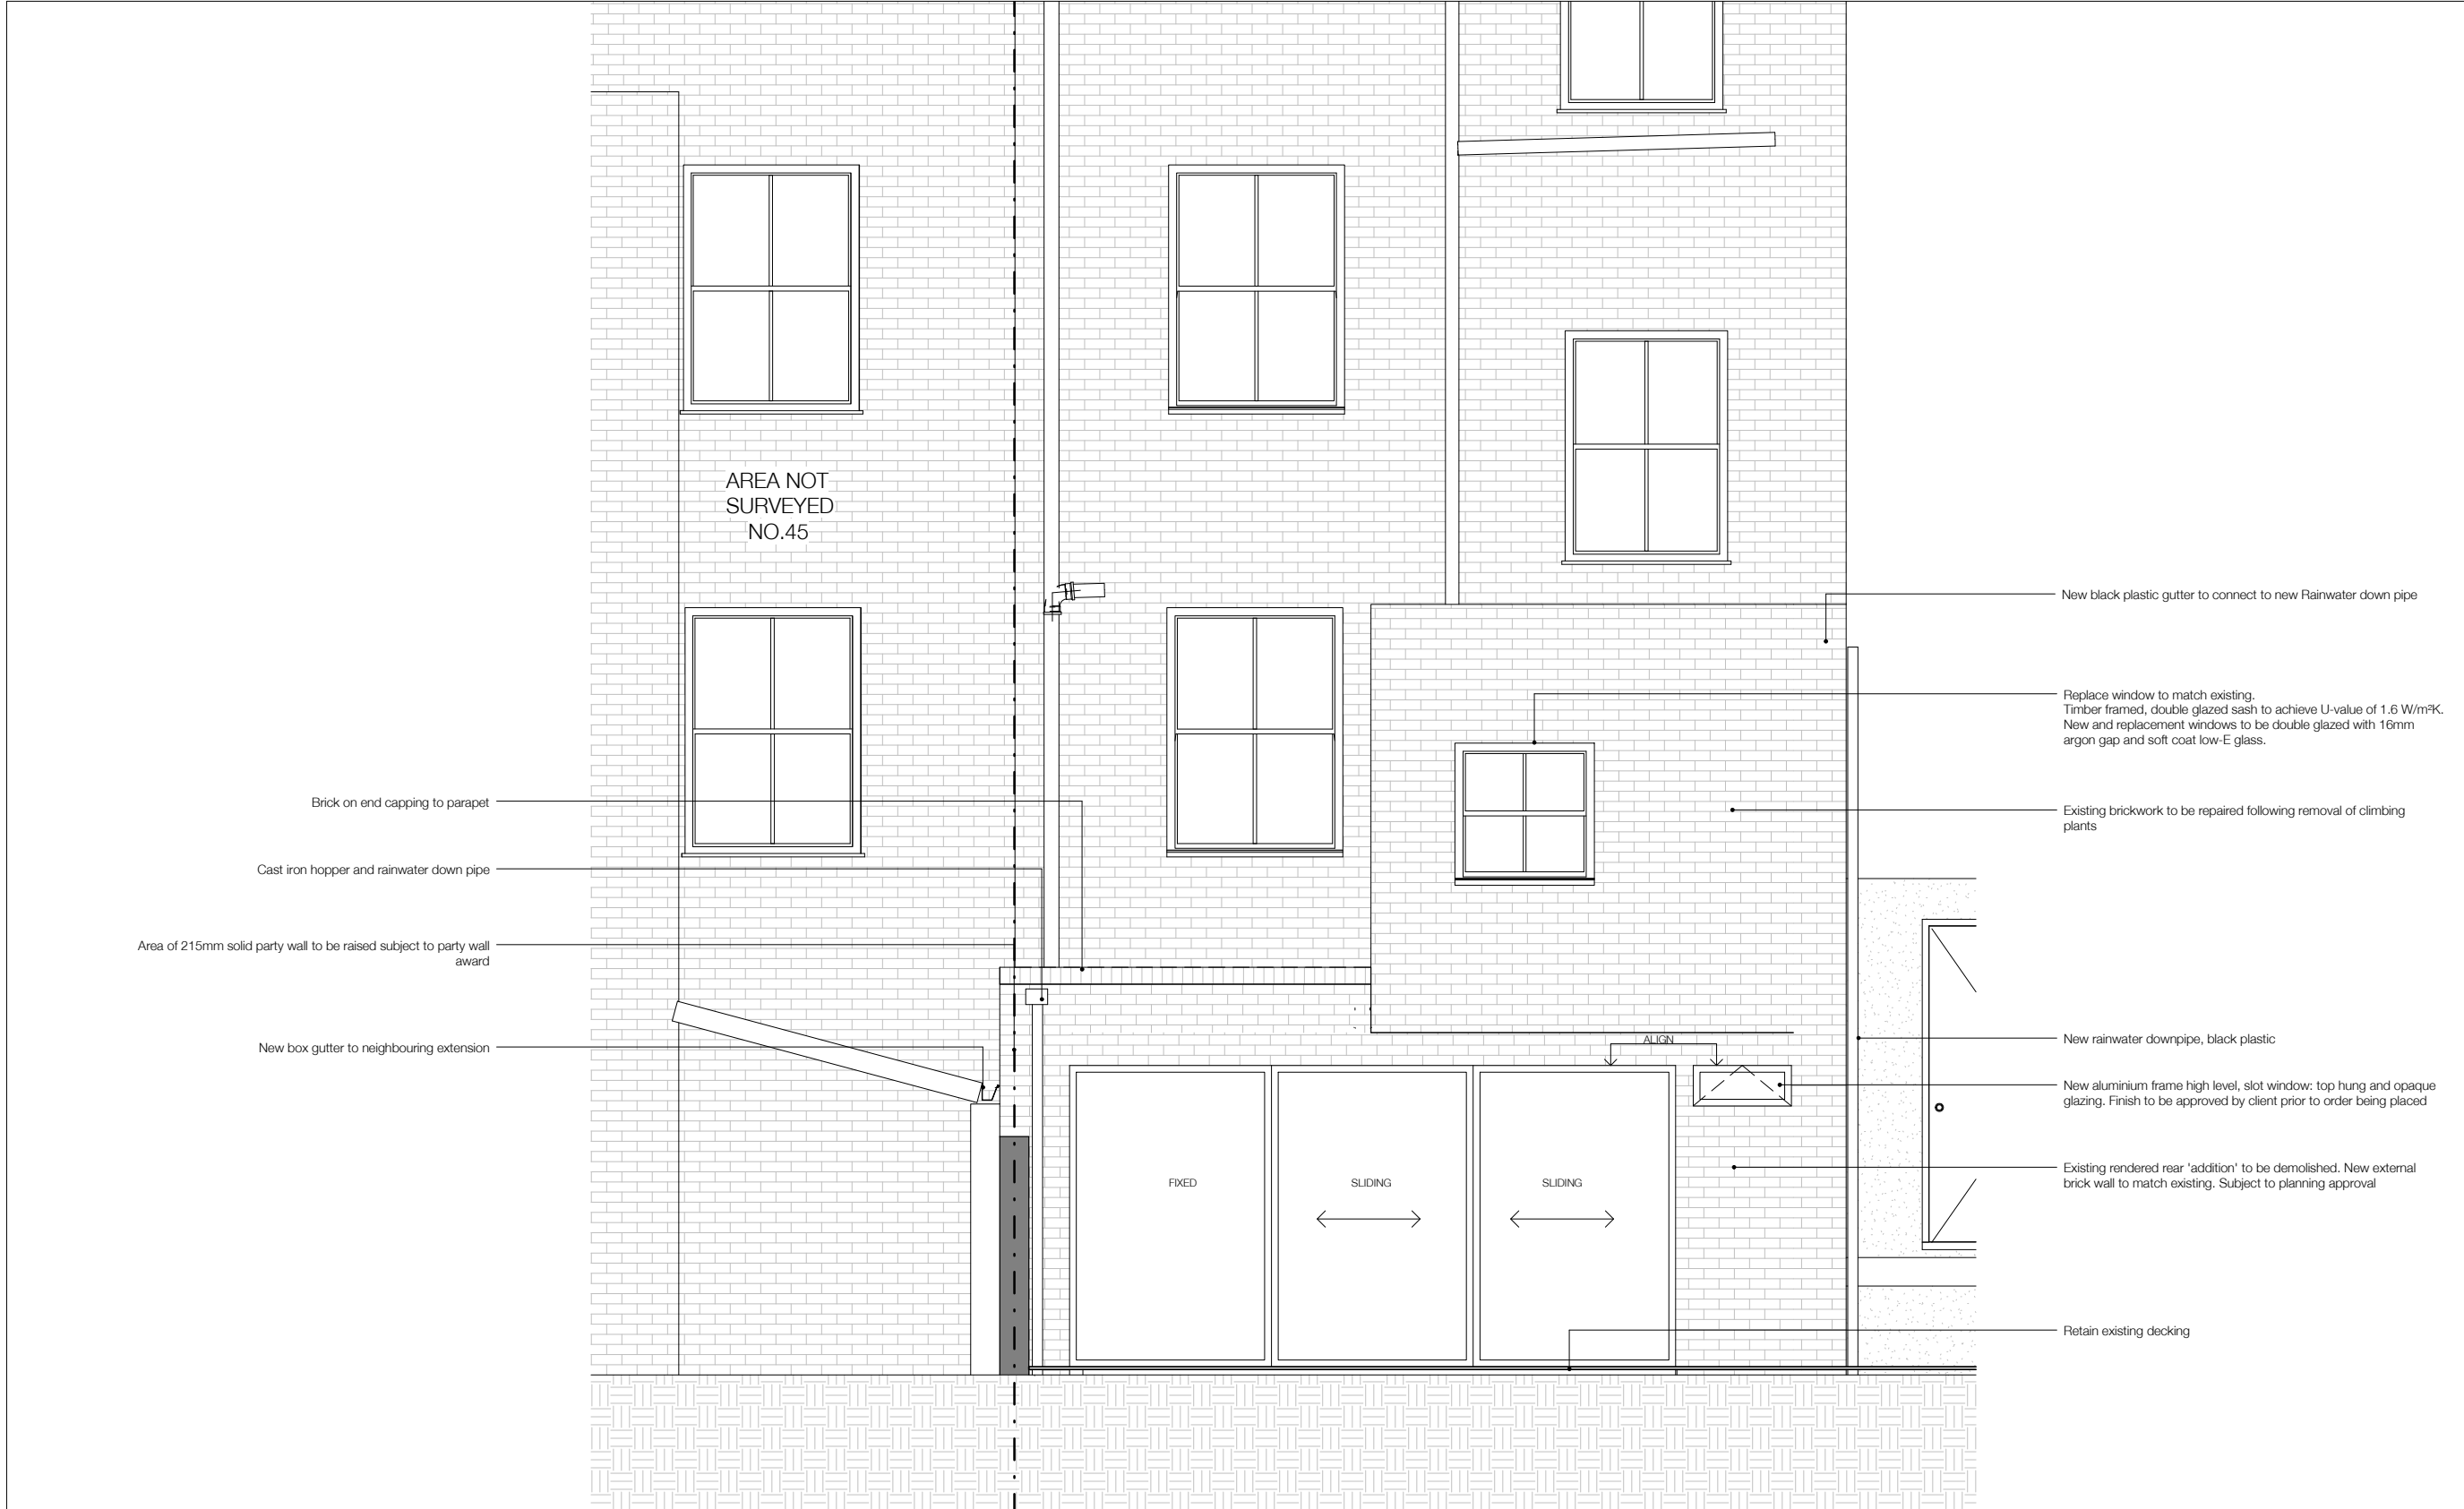 AREA NOT
SURVEYED
NO.45
Brick on end capping to parapet
Cast iron hopper and rainwater down pipe
Area of 215mm solid party wall to be raised subject to party wall
award
New box gutter to neighbouring extension
New black plastic gutter to connect to new Rainwater down pipe
Replace window to match existing.
Timber framed, double glazed sash to achieve U-value of 1.6 W/m²K.
New and replacement windows to be double glazed with 16mm
argon gap and soft coat low-E glass.
Existing brickwork to be repaired following removal of climbing
plants
ALIGN
New rainwater downpipe, black plastic
New aluminium frame high level, slot window: top hung and opaque
glazing. Finish to be approved by client prior to order being placed
Existing rendered rear 'addition' to be demolished. New external
brick wall to match existing. Subject to planning approval
FIXED
SLIDING
SLIDING
Retain existing decking